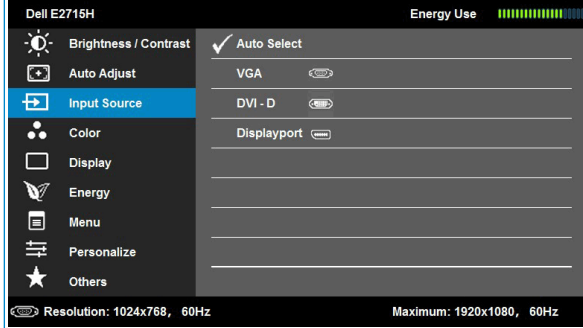 Dell E2715H Energy Use
Brightness / Contrast Auto Select
Auto Adjust VGA
Input Source DVI - D
Color Displayport
Display
Energy
Menu
Personalize
Others
Resolution: 1024x768, 60Hz Maximum: 1920x1080, 60Hz